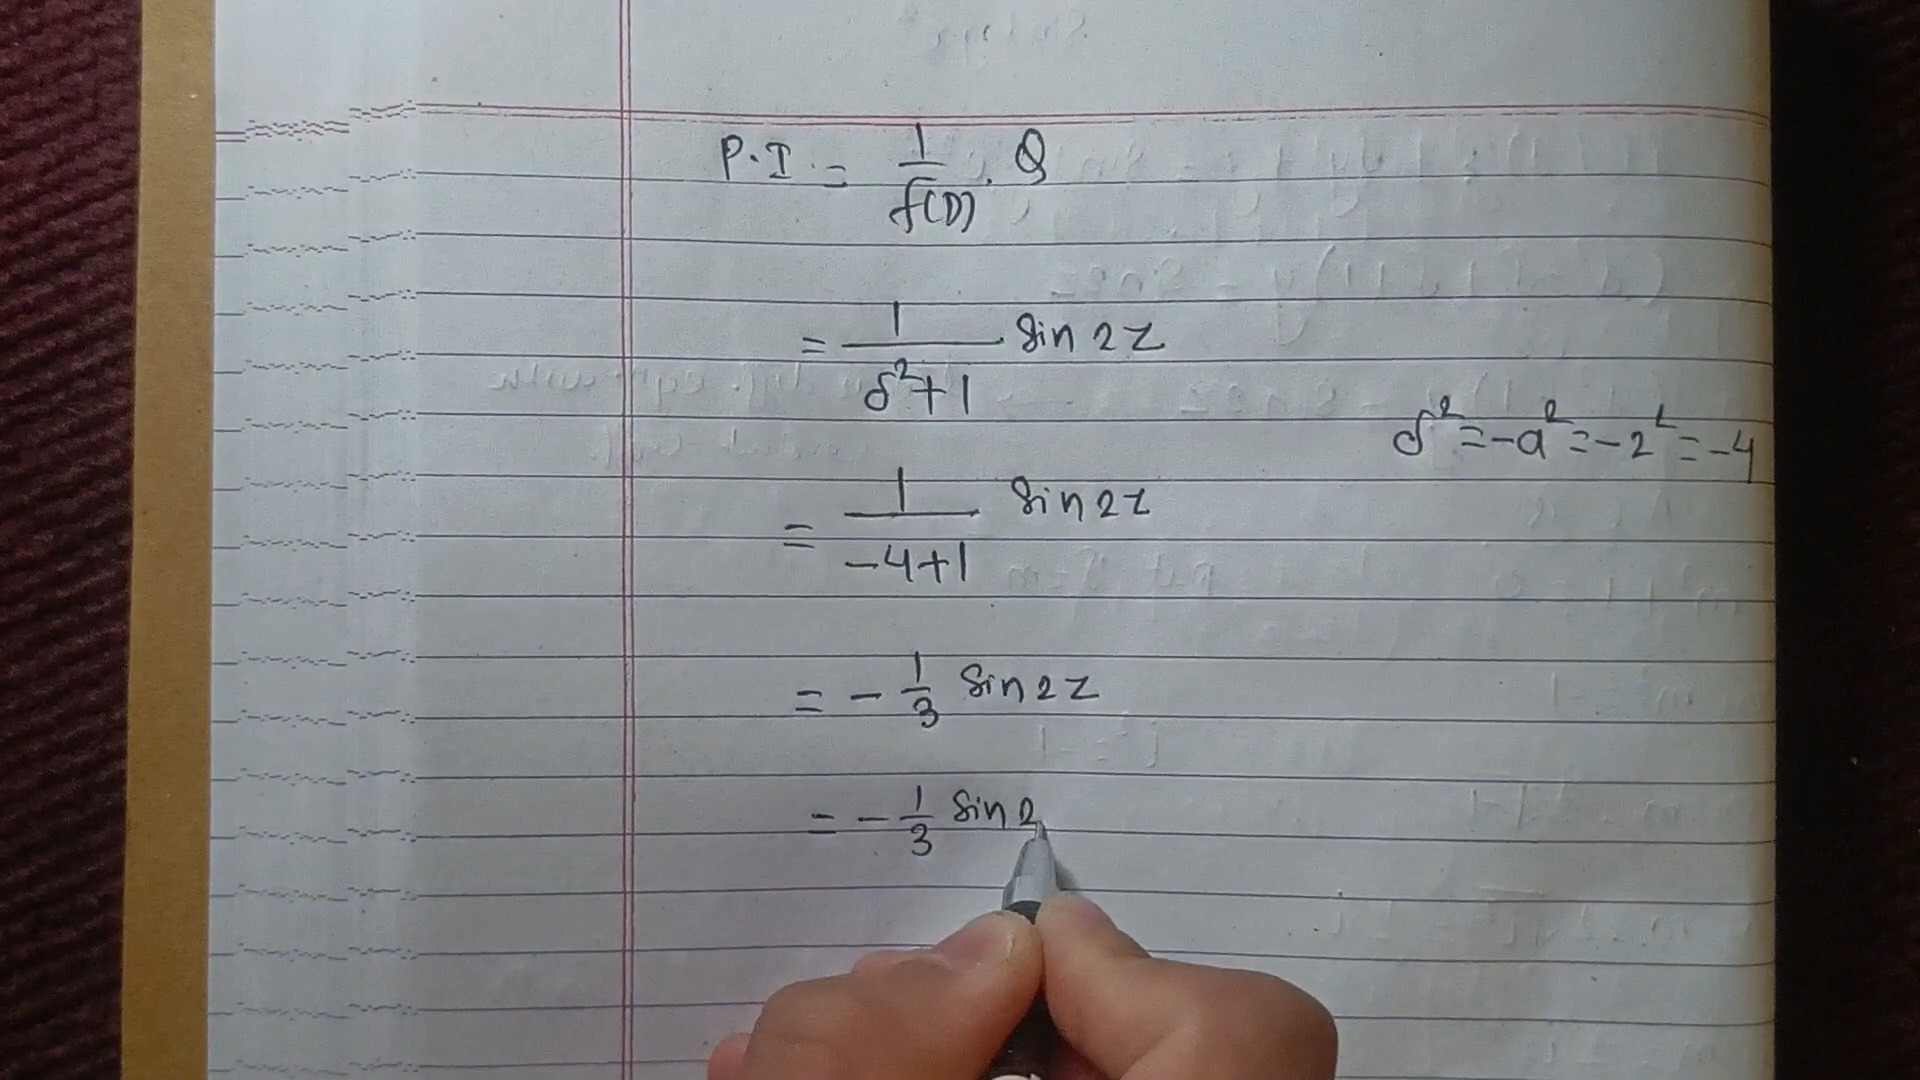 P.I. = 1/f(D) . Q
= 1/(δ²+1) . Sin 2z
δ² = -a² = -2² = -4
= 1/(-4+1) Sin 2z
= - 1/3 Sin 2z
= - 1/3 Sin 2